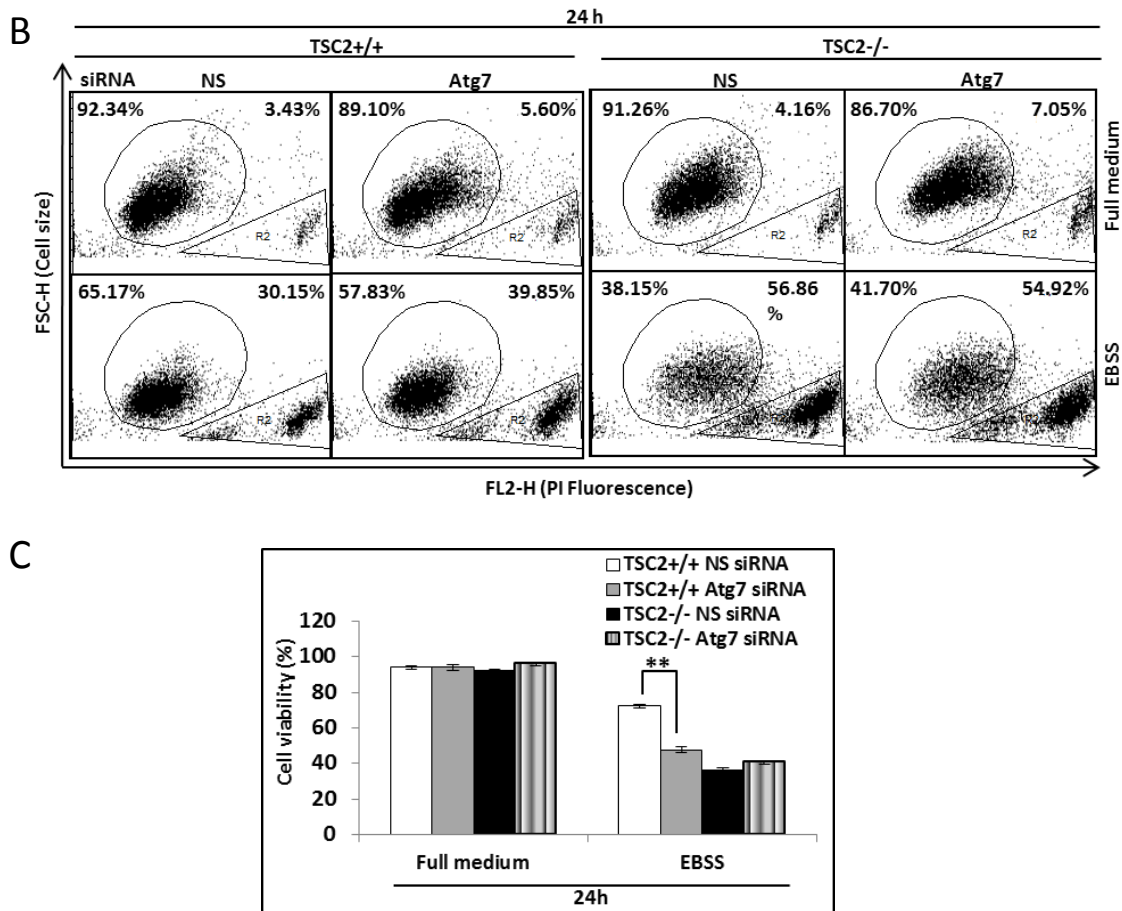 B
24 h
TSC2+/+
TSC2-/-
siRNA NS Atg7 NS Atg7
92.34% 3.43% 89.10% 5.60% 91.26% 4.16% 86.70% 7.05%
R2 R2 R2 R2
Full medium
65.17% 30.15% 57.83% 39.85% 38.15% 56.86 % 41.70% 54.92%
R2 R2 R2 R2
EBSS
FSC-H (Cell size)
FL2-H (PI Fluorescence)
C
TSC2+/+ NS siRNA
TSC2+/+ Atg7 siRNA
TSC2-/- NS siRNA
TSC2-/- Atg7 siRNA
**
Cell viability (%)
120
100
80
60
40
20
0
Full medium EBSS
24h